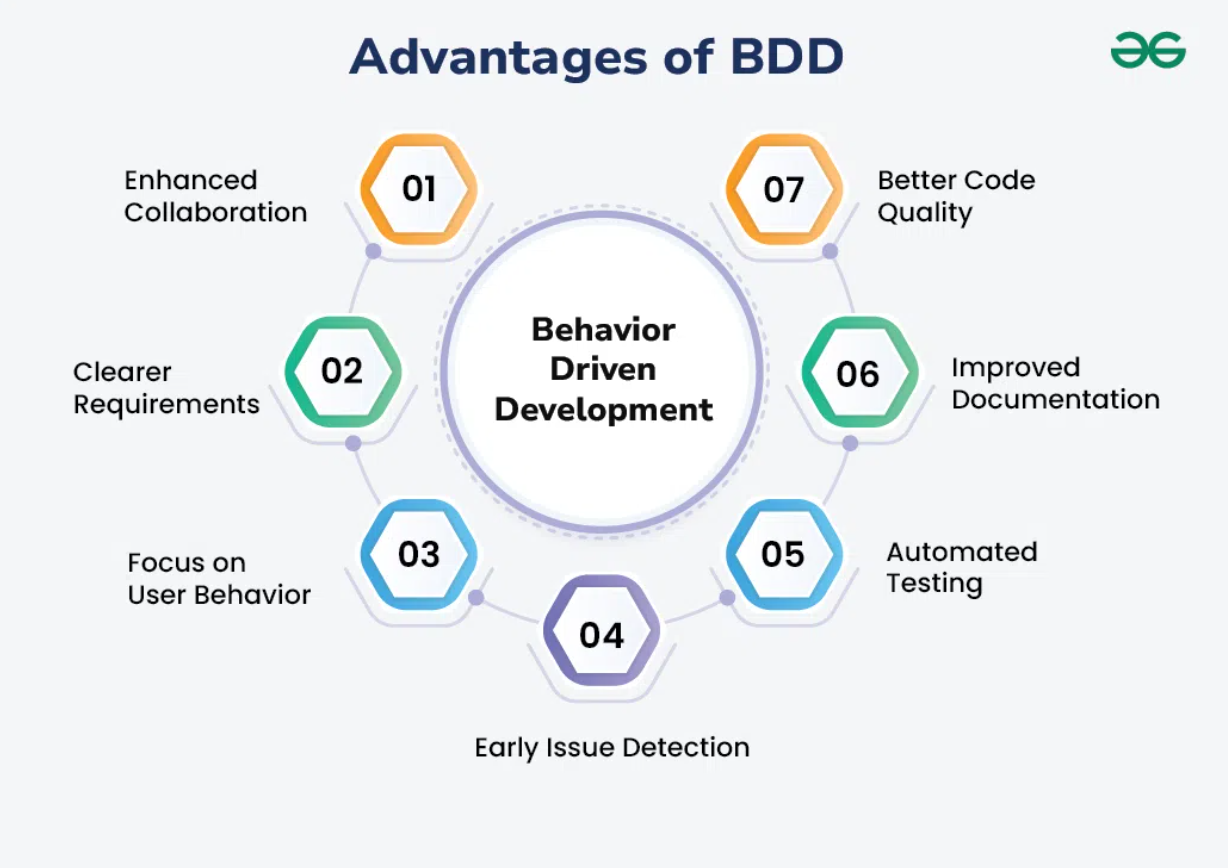 Advantages of BDD
01
Enhanced
Collaboration
02
Clearer
Requirements
03
Focus on
User Behavior
04
Early Issue Detection
05
Automated
Testing
06
Improved
Documentation
07
Better Code
Quality
Behavior
Driven
Development